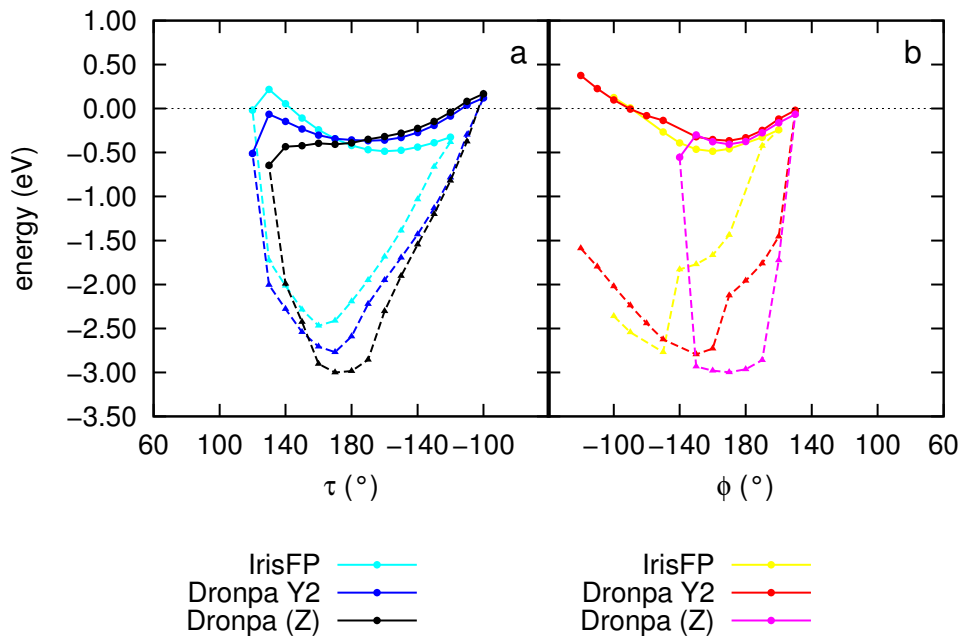 1.00
0.50
0.00
−0.50
−1.00
−1.50
−2.00
−2.50
−3.00
−3.50
energy (eV)
a
b
60 100 140 180 −140 −100
−100 −140 180 140 100 60
τ (°)
ϕ (°)
IrisFP
Dronpa Y2
Dronpa (Z)
IrisFP
Dronpa Y2
Dronpa (Z)